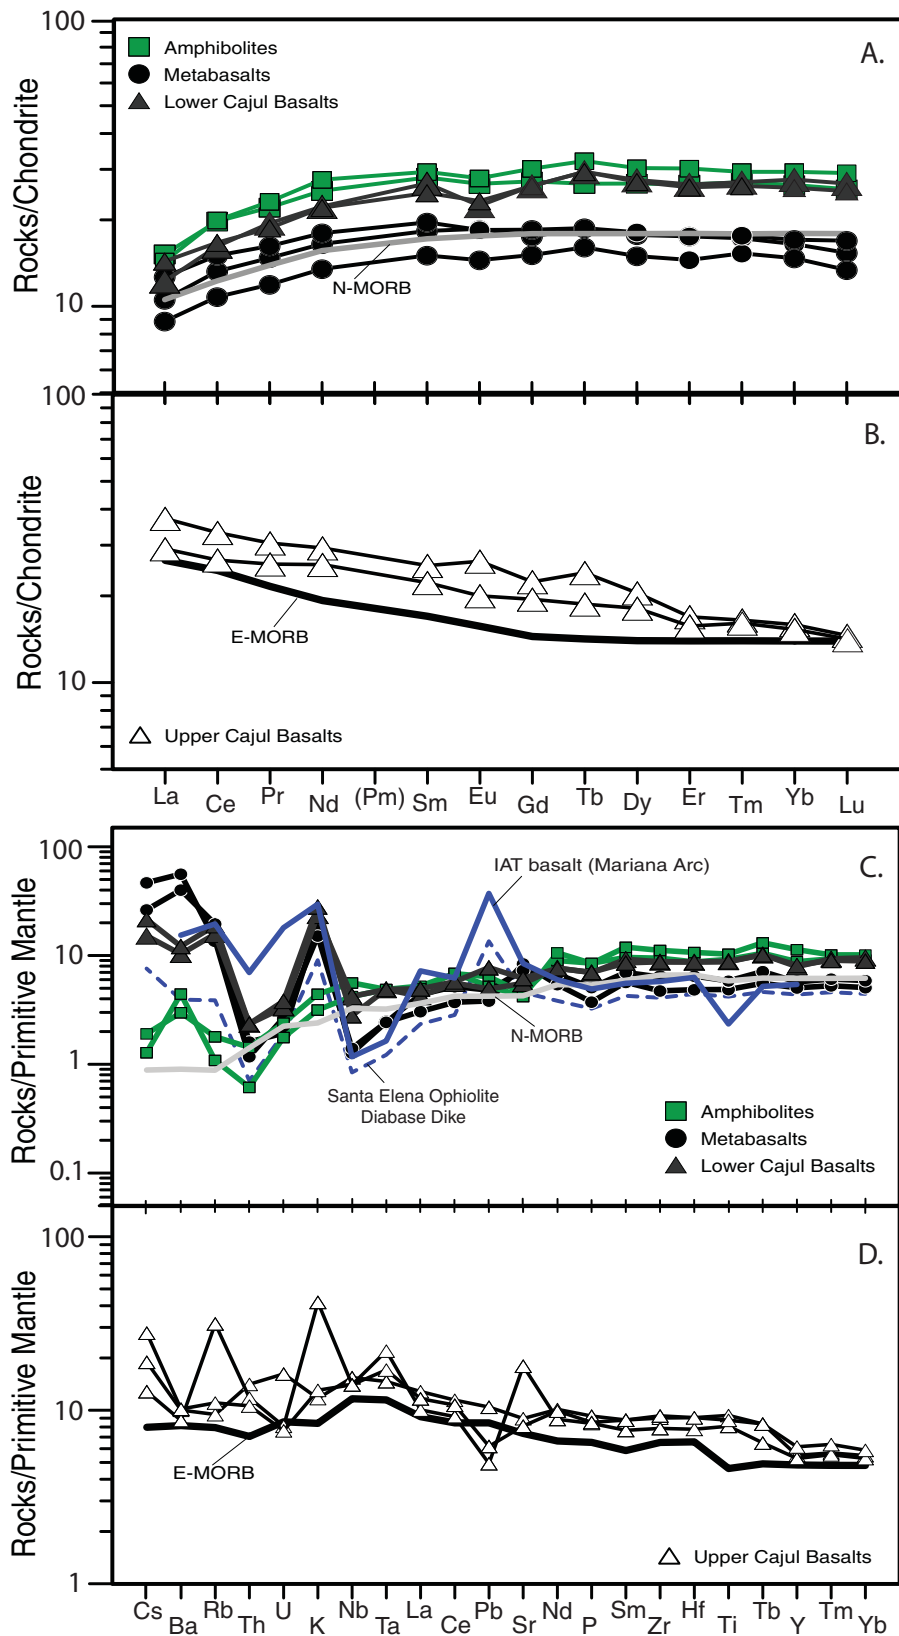 100
A.
Amphibolites
Metabasalts
Lower Cajul Basalts
Rocks/Chondrite
N-MORB
10
100
B.
Rocks/Chondrite
E-MORB
10
Upper Cajul Basalts
La Ce Pr Nd (Pm) Sm Eu Gd Tb Dy Er Tm Yb Lu
100
IAT basalt (Mariana Arc)
C.
Rocks/Primitive Mantle
10
N-MORB
1
Santa Elena Ophiolite
Diabase Dike
Amphibolites
Metabasalts
Lower Cajul Basalts
0.1
100
D.
Rocks/Primitive Mantle
10
E-MORB
Upper Cajul Basalts
1
Cs Ba Rb Th U K Nb Ta La Ce Pb Sr Nd P Sm Zr Hf Ti Tb Y Tm Yb